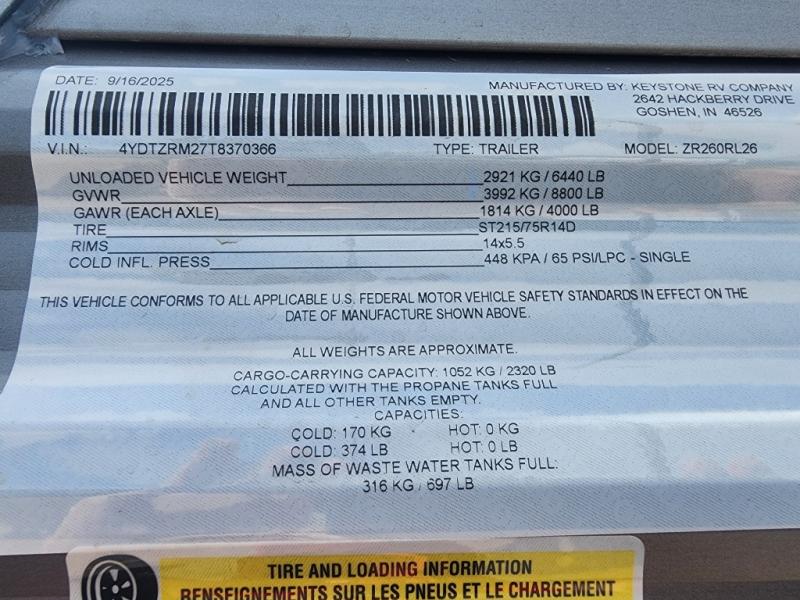 DATE: 9/16/2025
MANUFACTURED BY: KEYSTONE RV COMPANY
2642 HACKBERRY DRIVE
GOSHEN, IN 46526
V.I.N.: 4YDTZRM27T8370366 TYPE: TRAILER MODEL: ZR260RL26
UNLOADED VEHICLE WEIGHT 2921 KG / 6440 LB
GVWR 3992 KG / 8800 LB
GAWR (EACH AXLE) 1814 KG / 4000 LB
TIRE ST215/75R14D
RIMS 14x5.5
COLD INFL. PRESS 448 KPA / 65 PSI/LPC - SINGLE
THIS VEHICLE CONFORMS TO ALL APPLICABLE U.S. FEDERAL MOTOR VEHICLE SAFETY STANDARDS IN EFFECT ON THE
DATE OF MANUFACTURE SHOWN ABOVE.
ALL WEIGHTS ARE APPROXIMATE.
CARGO-CARRYING CAPACITY: 1052 KG / 2320 LB
CALCULATED WITH THE PROPANE TANKS FULL
AND ALL OTHER TANKS EMPTY.
CAPACITIES:
COLD: 170 KG HOT: 0 KG
COLD: 374 LB HOT: 0 LB
MASS OF WASTE WATER TANKS FULL:
316 KG / 697 LB
TIRE AND LOADING INFORMATION
RENSEIGNEMENTS SUR LES PNEUS ET LE CHARGEMENT